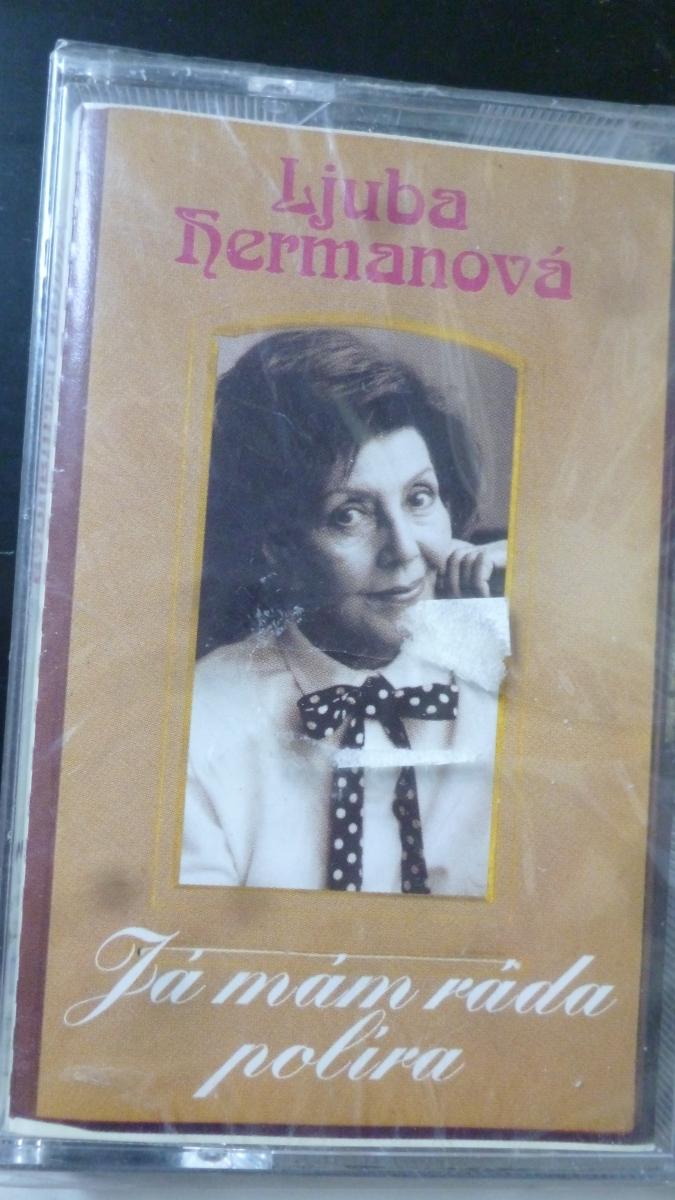 Ljuba
Hermanová
Já mám ráda
polira